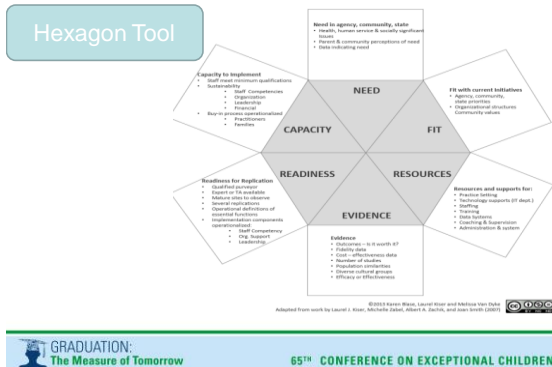 Hexagon Tool
Need in agency, community, state
• Health, human service & socially significant
issues
• Parent & community perceptions of need
• Data indicating need
Capacity to Implement
• Staff meet minimum qualifications
• Sustainability
• Staff Competencies
• Organization
• Leadership
• Financial
• Buy-in process operationalized
• Practitioners
• Families
Fit with current Initiatives
• Agency, community,
state priorities
• Organizational structures
Community values
NEED
CAPACITY
FIT
READINESS
RESOURCES
EVIDENCE
Readiness for Replication
• Qualified purveyor
• Expert or TA available
• Mature sites to observe
• Several replications
• Operational definitions of
essential functions
• Implementation components
operationalized:
• Staff Competency
• Org. Support
• Leadership
Resources and supports for:
• Practice Setting
• Technology supports (IT dept.)
• Staffing
• Training
• Data Systems
• Coaching & Supervision
• Administration & system
Evidence
• Outcomes – Is it worth it?
• Fidelity data
• Cost – effectiveness data
• Number of studies
• Population similarities
• Diverse cultural groups
• Efficacy or Effectiveness
©2013 Karen Blase, Laurel Kiser and Melissa Van Dyke
Adapted from work by Laurel J. Kiser, Michelle Zabel, Albert A. Zachik, and Joan Smith (2007)
GRADUATION:
The Measure of Tomorrow
65TH CONFERENCE ON EXCEPTIONAL CHILDREN